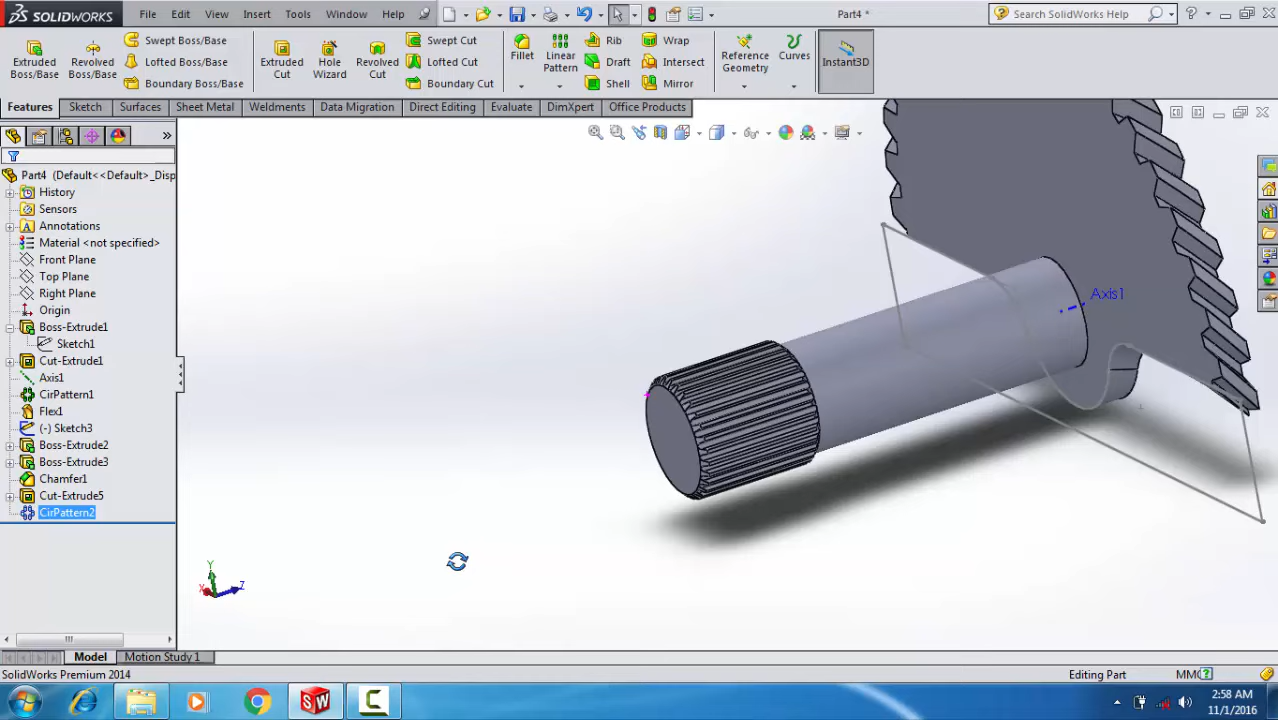 SOLIDWORKS File Edit View Insert Tools Window Help Part4 * Search SolidWorks Help
Extruded Boss/Base
Revolved Boss/Base
Swept Boss/Base
Lofted Boss/Base
Boundary Boss/Base
Extruded Cut
Hole Wizard
Revolved Cut
Swept Cut
Lofted Cut
Boundary Cut
Fillet
Linear Pattern
Rib
Draft
Shell
Wrap
Intersect
Mirror
Reference Geometry
Curves
Instant3D
Features Sketch Surfaces Sheet Metal Weldments Data Migration Direct Editing Evaluate DimXpert Office Products
Part4 (Default<<Default>_Disp
History
Sensors
Annotations
Material <not specified>
Front Plane
Top Plane
Right Plane
Origin
Boss-Extrude1
Sketch1
Cut-Extrude1
Axis1
CirPattern1
Flex1
(-) Sketch3
Boss-Extrude2
Boss-Extrude3
Chamfer1
Cut-Extrude5
CirPattern2
Axis1
Y
X
Z
Model Motion Study 1
SolidWorks Premium 2014 Editing Part
2:58 AM
11/1/2016